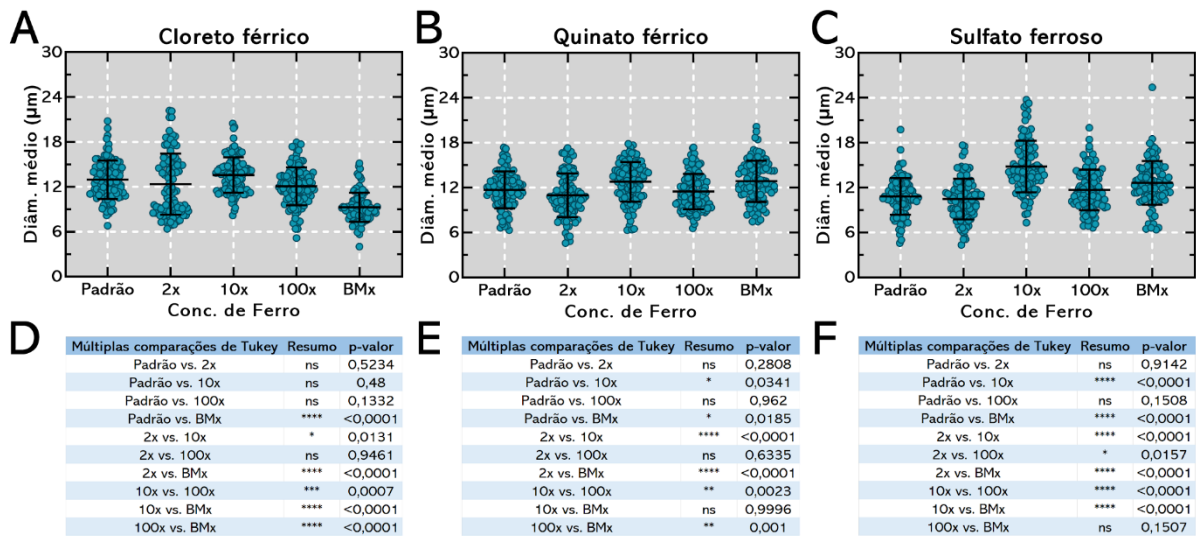 A
Cloreto férrico
Diâm. médio (µm)
30
24
18
12
6
0
Padrão 2x 10x 100x BMx
Conc. de Ferro
B
Quinato férrico
Diâm. médio (µm)
30
24
18
12
6
0
Padrão 2x 10x 100x BMx
Conc. de Ferro
C
Sulfato ferroso
Diâm. médio (µm)
30
24
18
12
6
0
Padrão 2x 10x 100x BMx
Conc. de Ferro
D
Múltiplas comparações de Tukey Resumo p-valor
Padrão vs. 2x ns 0,5234
Padrão vs. 10x ns 0,48
Padrão vs. 100x ns 0,1332
Padrão vs. BMx **** <0,0001
2x vs. 10x * 0,0131
2x vs. 100x ns 0,9461
2x vs. BMx **** <0,0001
10x vs. 100x *** 0,0007
10x vs. BMx **** <0,0001
100x vs. BMx **** <0,0001
E
Múltiplas comparações de Tukey Resumo p-valor
Padrão vs. 2x ns 0,2808
Padrão vs. 10x * 0,0341
Padrão vs. 100x ns 0,962
Padrão vs. BMx * 0,0185
2x vs. 10x **** <0,0001
2x vs. 100x ns 0,6335
2x vs. BMx **** <0,0001
10x vs. 100x ** 0,0023
10x vs. BMx ns 0,9996
100x vs. BMx ** 0,001
F
Múltiplas comparações de Tukey Resumo p-valor
Padrão vs. 2x ns 0,9142
Padrão vs. 10x **** <0,0001
Padrão vs. 100x ns 0,1508
Padrão vs. BMx **** <0,0001
2x vs. 10x **** <0,0001
2x vs. 100x * 0,0157
2x vs. BMx **** <0,0001
10x vs. 100x **** <0,0001
10x vs. BMx **** <0,0001
100x vs. BMx ns 0,1507